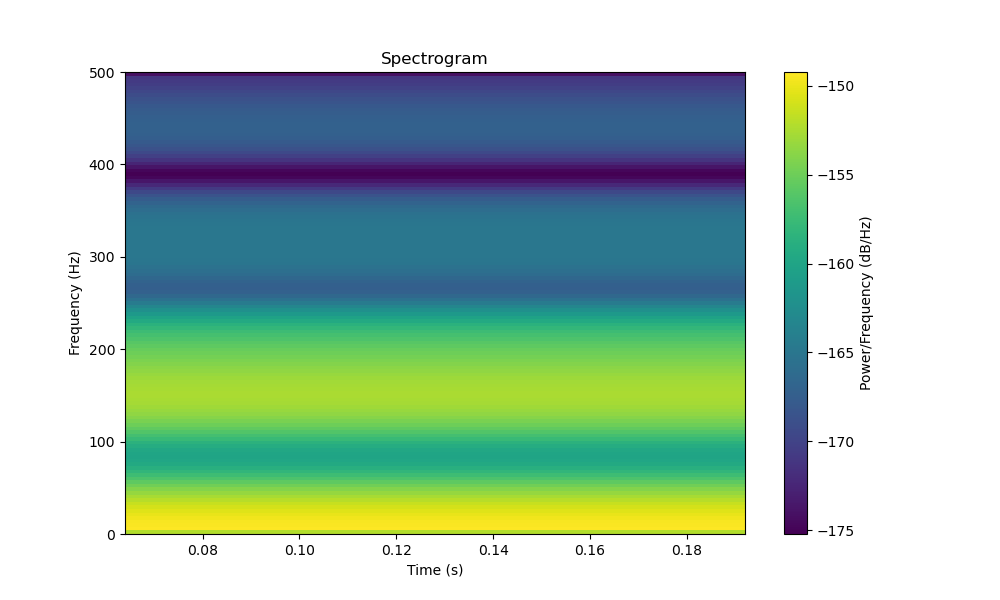 Spectrogram
500
400
300
200
100
0
Frequency (Hz)
0.08 0.10 0.12 0.14 0.16 0.18
Time (s)
−150
−155
−160
−165
−170
−175
Power/Frequency (dB/Hz)